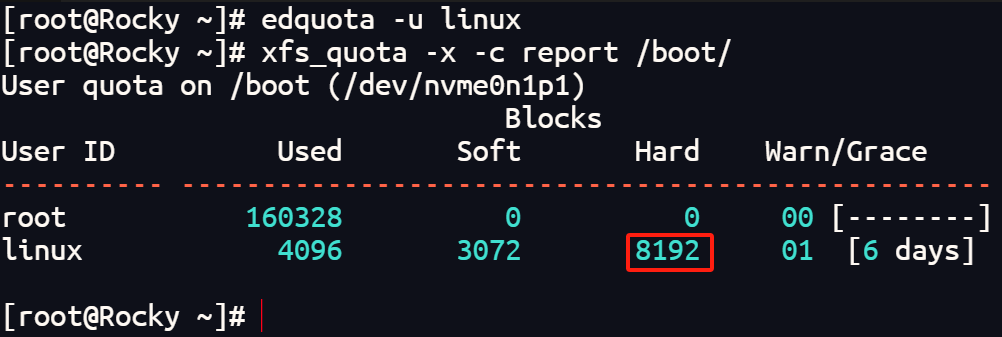 [root@Rocky ~]# edquota -u linux
[root@Rocky ~]# xfs_quota -x -c report /boot/
User quota on /boot (/dev/nvme0n1p1)
                               Blocks
User ID          Used       Soft       Hard    Warn/Grace
---------- --------------------------------------------------
root           160328          0          0     00 [--------]
linux            4096       3072       8192     01  [6 days]
[root@Rocky ~]#